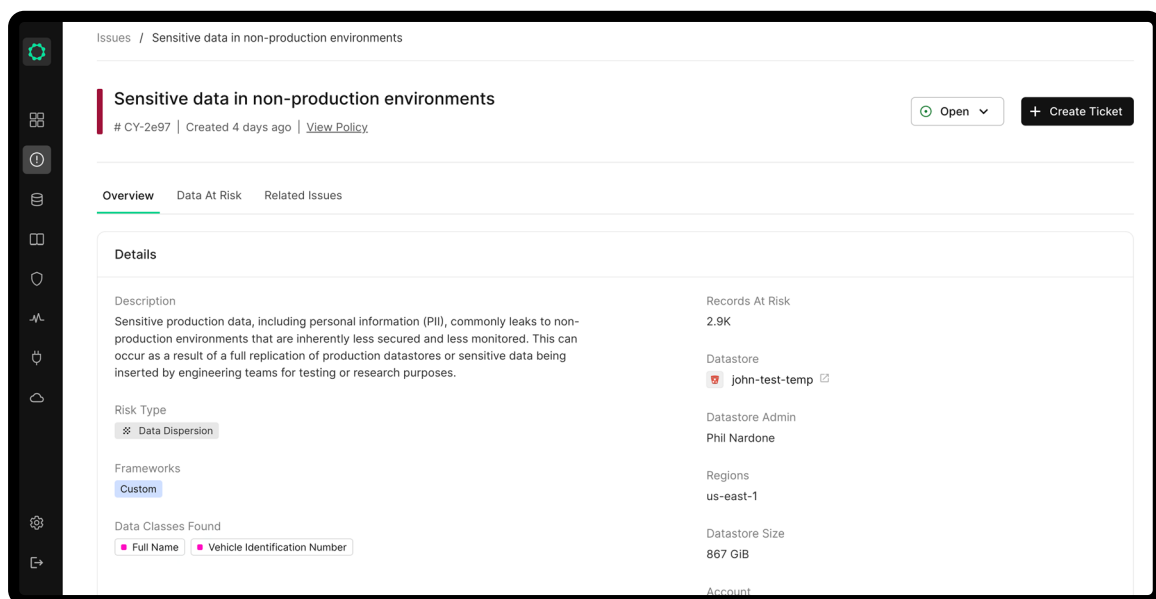 Issues / Sensitive data in non-production environments
Sensitive data in non-production environments
# CY-2e97 | Created 4 days ago | View Policy
Open
+ Create Ticket
Overview Data At Risk Related Issues
Details
Description
Sensitive production data, including personal information (PII), commonly leaks to non-
production environments that are inherently less secured and less monitored. This can
occur as a result of a full replication of production datastores or sensitive data being
inserted by engineering teams for testing or research purposes.
Risk Type
Data Dispersion
Frameworks
Custom
Data Classes Found
Full Name Vehicle Identification Number
Records At Risk
2.9K
Datastore
john-test-temp
Datastore Admin
Phil Nardone
Regions
us-east-1
Datastore Size
867 GiB
Account